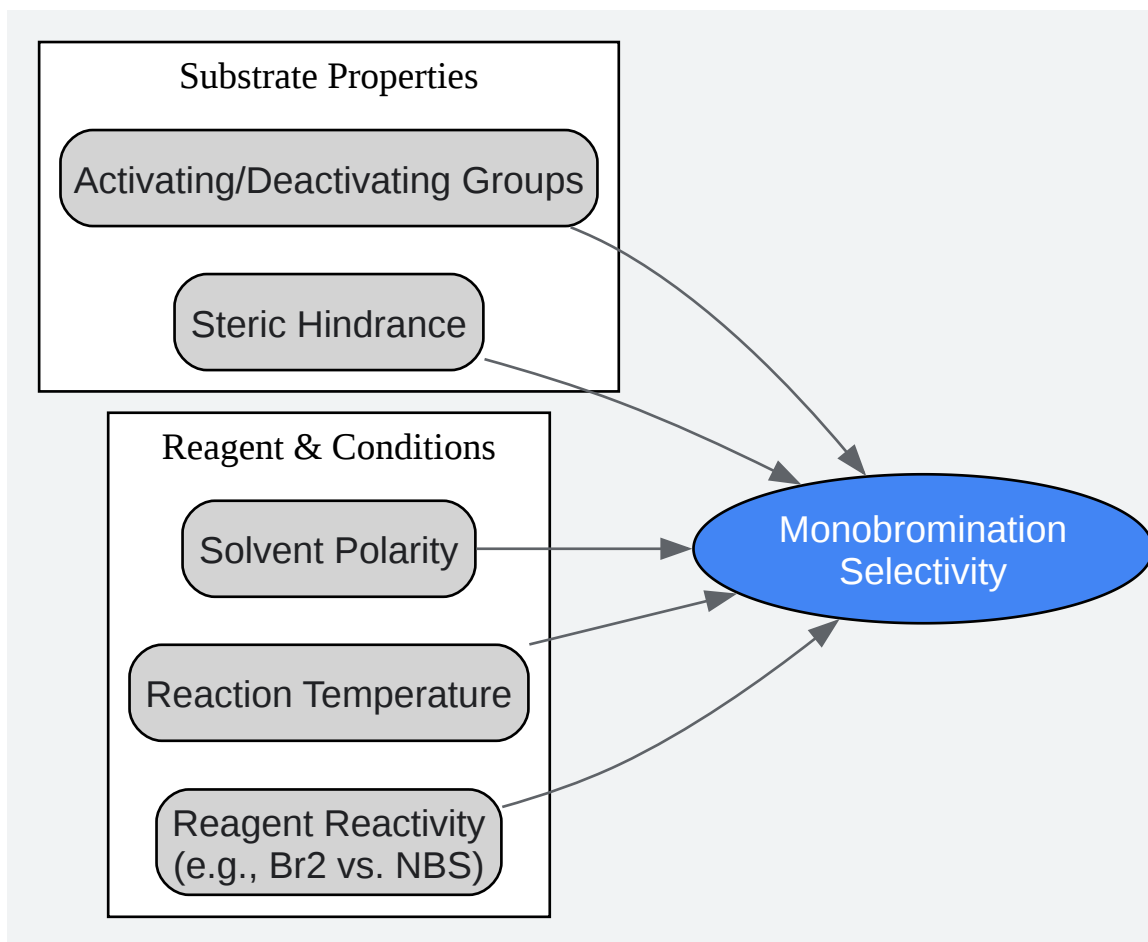 Substrate Properties
Activating/Deactivating Groups
Steric Hindrance
Reagent & Conditions
Solvent Polarity
Reaction Temperature
Reagent Reactivity
(e.g., Br2 vs. NBS)
Monobromination
Selectivity